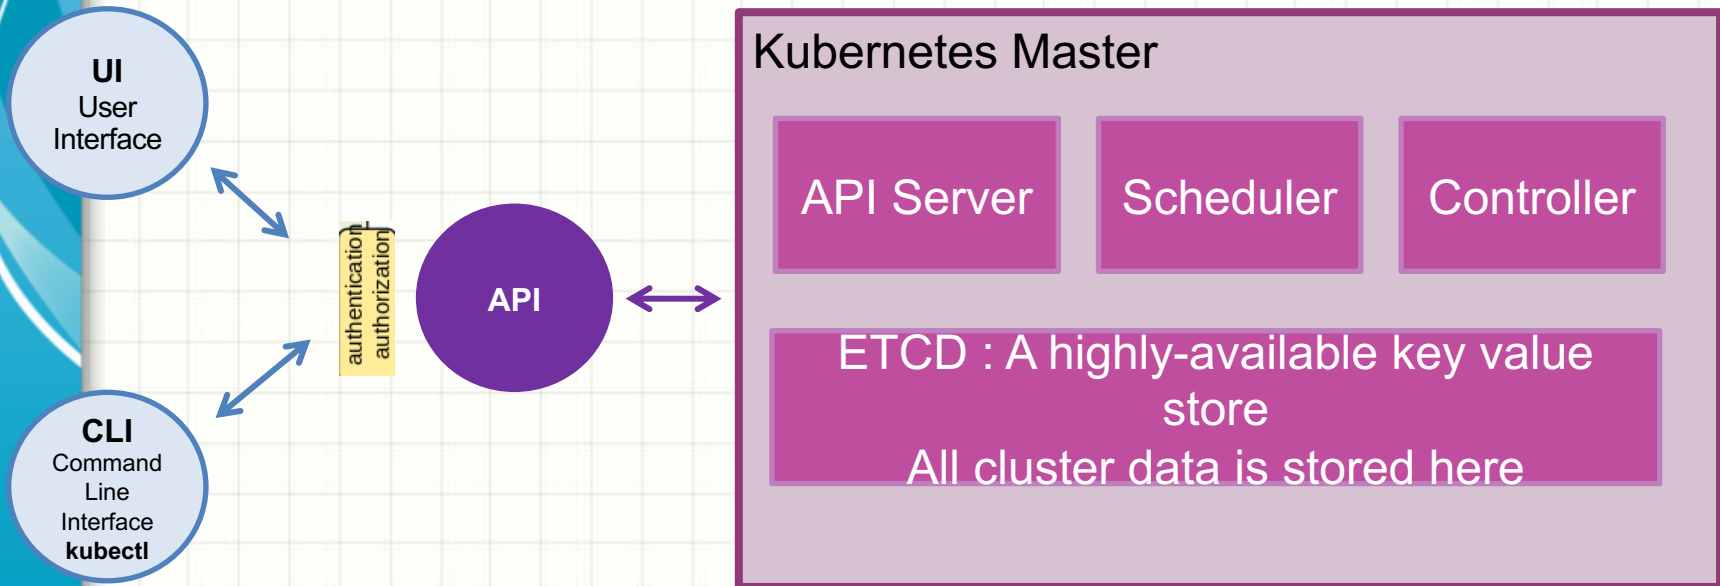 UI
User
Interface
CLI
Command
Line
Interface
kubectl
authentication
authorization
API
Kubernetes Master
API Server
Scheduler
Controller
ETCD : A highly-available key value
store
All cluster data is stored here